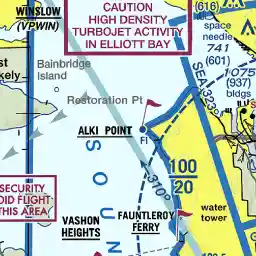 WINSLOW
(VPWIN)
CAUTION
HIGH DENSITY
TURBOJET ACTIVITY
IN ELLIOTT BAY
(616)
space
needle
741
(601)
1075
(937)
bldgs
SEA 323°
Bainbridge
Island
Restoration Pt
ALKI POINT
Fl
310°
100
20
SECURITY
OID FLIGHT
THIS AREA
S
O
U
VASHON
HEIGHTS
FAUNTLEROY
FERRY
water
tower